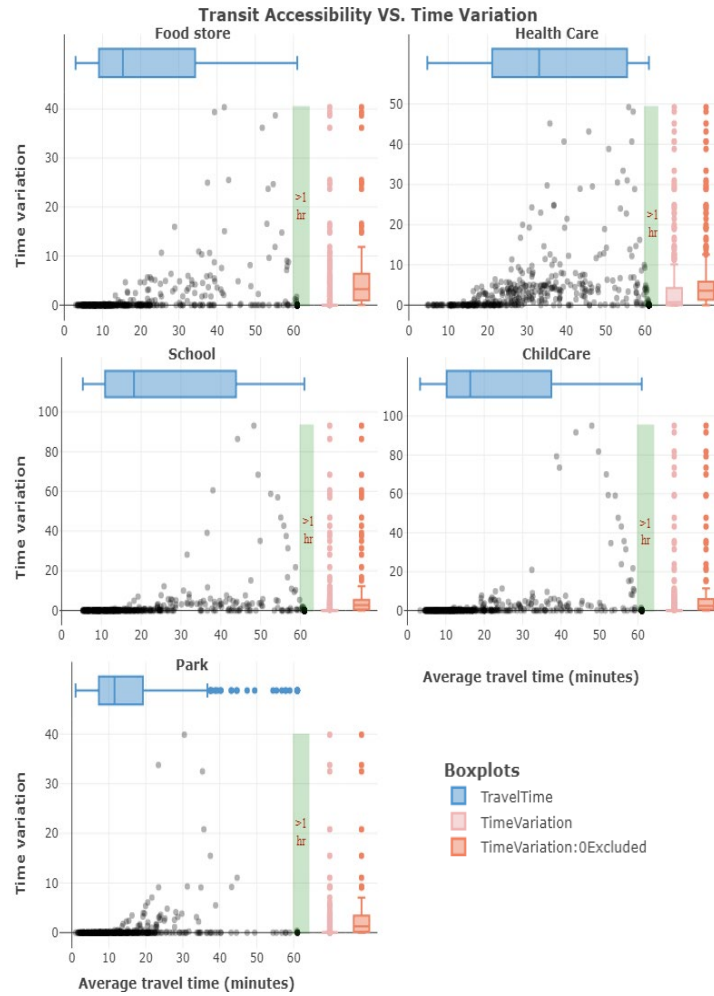 Transit Accessibility VS. Time Variation
Food store
Health Care
Time variation
40
30
20
10
0
>1
hr
0 10 20 30 40 50 60
50
40
30
20
10
0
>1
hr
0 10 20 30 40 50 60
School
ChildCare
Time variation
100
80
60
40
20
0
>1
hr
0 10 20 30 40 50 60
100
80
60
40
20
0
>1
hr
0 10 20 30 40 50 60
Park
Average travel time (minutes)
Time variation
40
30
20
10
0
>1
hr
0 10 20 30 40 50 60
Average travel time (minutes)
Boxplots
TravelTime
TimeVariation
TimeVariation:0Excluded